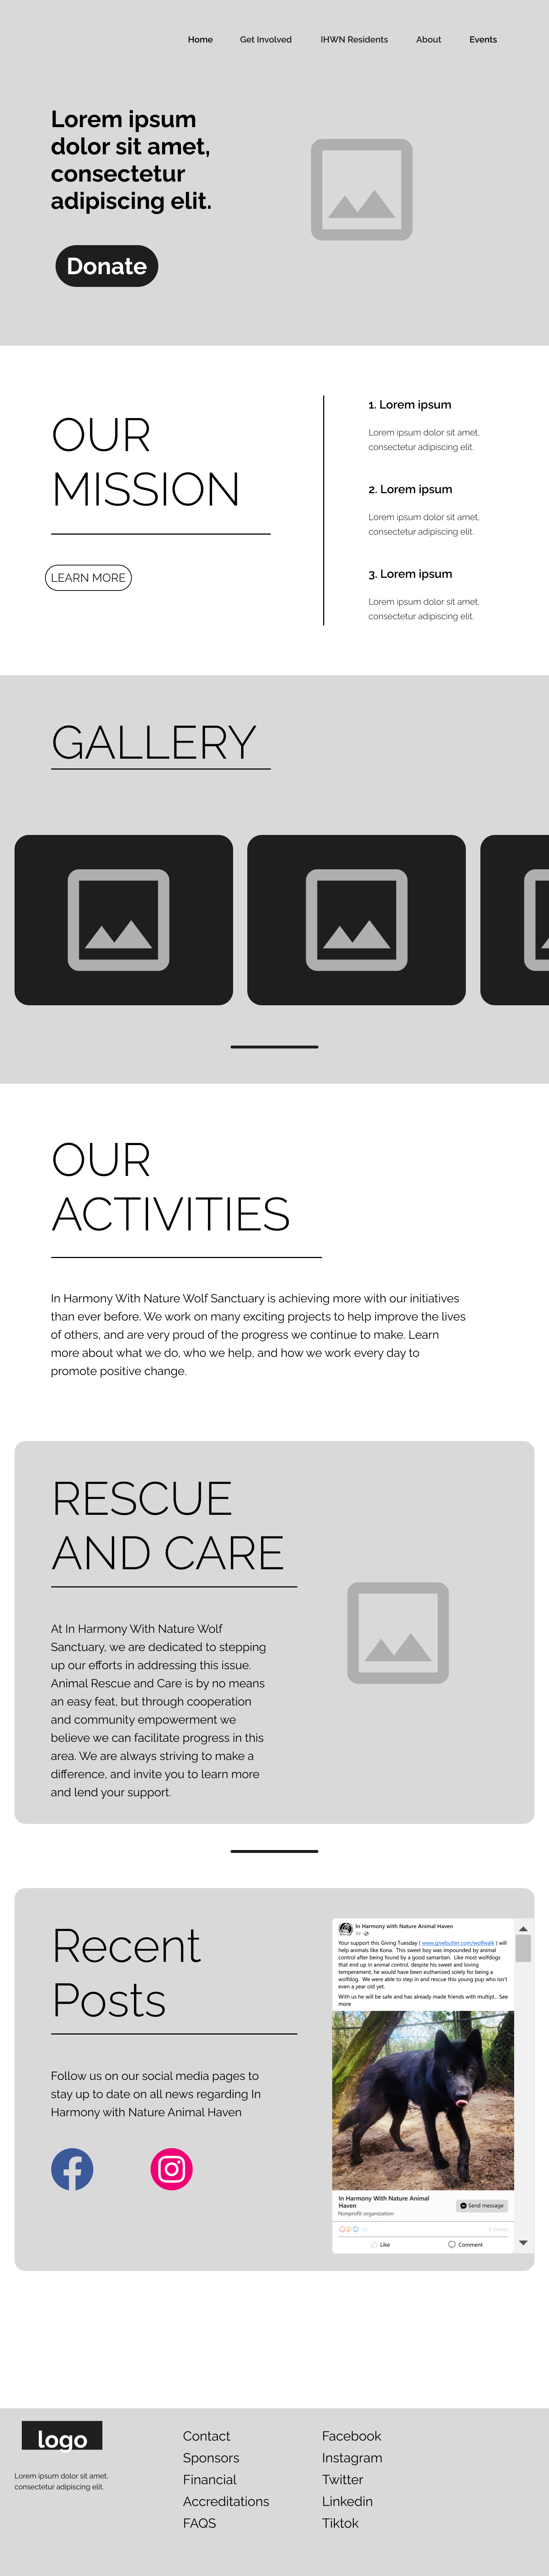 Home Get Involved IHWN Residents About Events
Lorem ipsum
dolor sit amet,
consectetur
adipiscing elit.
Donate
OUR
MISSION
LEARN MORE
1. Lorem ipsum
Lorem ipsum dolor sit amet,
consectetur adipiscing elit.
2. Lorem ipsum
Lorem ipsum dolor sit amet,
consectetur adipiscing elit.
3. Lorem ipsum
Lorem ipsum dolor sit amet,
consectetur adipiscing elit.
GALLERY
OUR
ACTIVITIES
In Harmony With Nature Wolf Sanctuary is achieving more with our initiatives
than ever before. We work on many exciting projects to help improve the lives
of others, and are very proud of the progress we continue to make. Learn
more about what we do, who we help, and how we work every day to
promote positive change.
RESCUE
AND CARE
At In Harmony With Nature Wolf
Sanctuary, we are dedicated to stepping
up our efforts in addressing this issue.
Animal Rescue and Care is by no means
an easy feat, but through cooperation
and community empowerment we
believe we can facilitate progress in this
area. We are always striving to make a
difference, and invite you to learn more
and lend your support.
Recent
Posts
Follow us on our social media pages to
stay up to date on all news regarding In
Harmony with Nature Animal Haven
In Harmony with Nature Animal Haven
Your support this Giving Tuesday ( www.givebutter.com/wolfwalk ) will
help animals like Kona. This sweet boy was impounded by animal
control after being found by a good samaritan. Like most wolfdogs
that end up in animal control, despite his sweet and loving
temperament, he would have been euthanized solely for being a
wolfdog. We were able to step in and rescue this young pup who isn't
even a year old yet.
With us he will be safe and has already made friends with multipl... See
more
In Harmony With Nature Animal
Haven
Nonprofit organization
Send message
Like Comment
logo
Lorem ipsum dolor sit amet,
consectetur adipiscing elit.
Contact
Sponsors
Financial
Accreditations
FAQS
Facebook
Instagram
Twitter
Linkedin
Tiktok